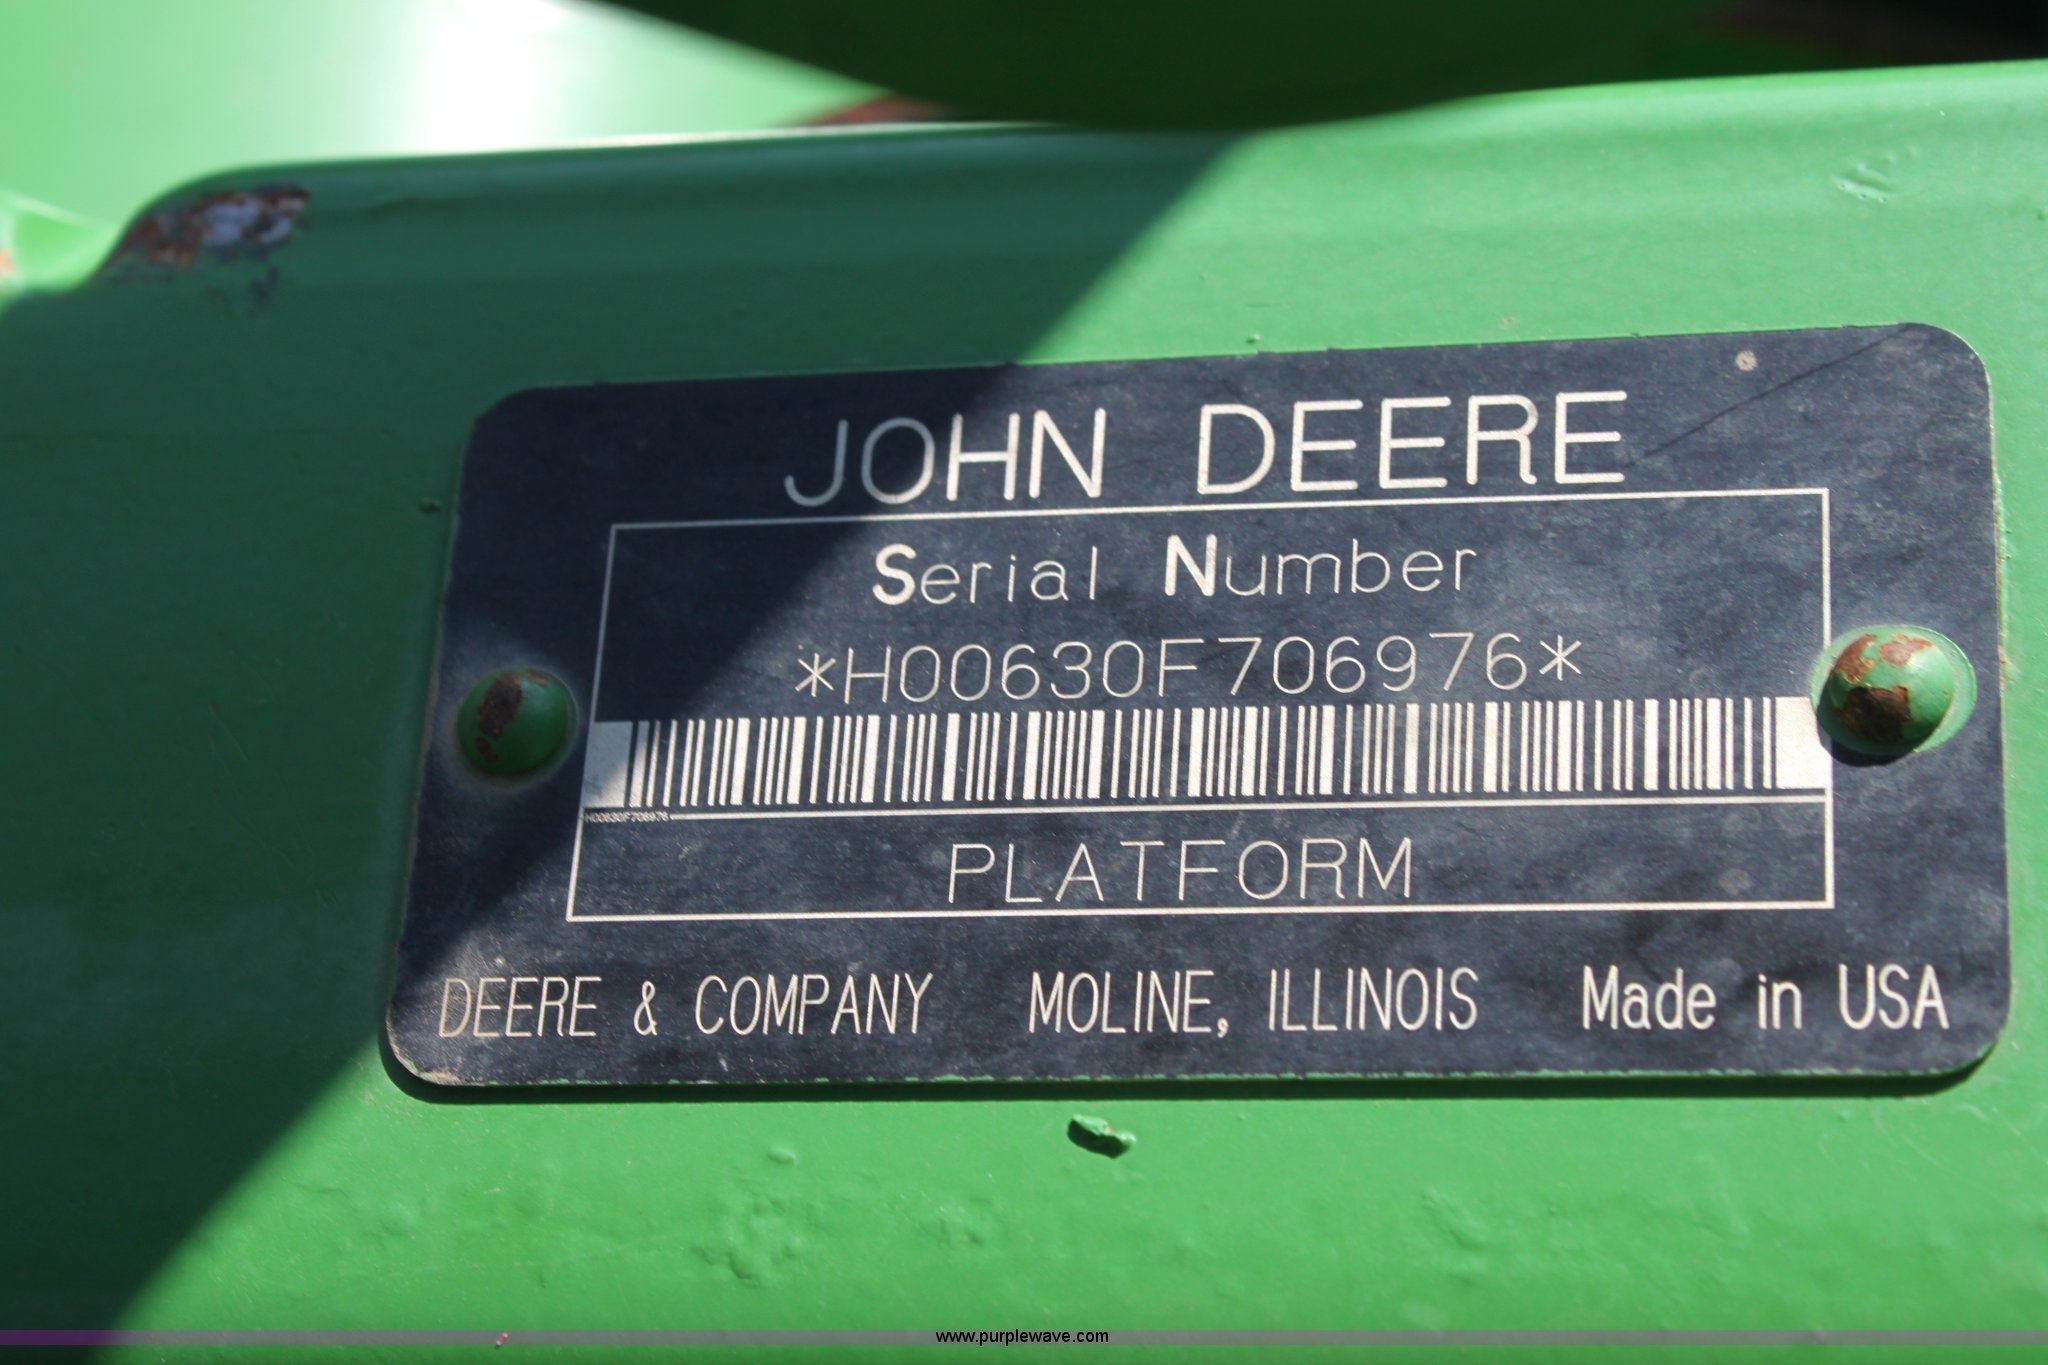 JOHN DEERE
Serial Number
*H00630F706976*
H00630F706976
PLATFORM
DEERE & COMPANY MOLINE, ILLINOIS Made in USA
www.purplewave.com